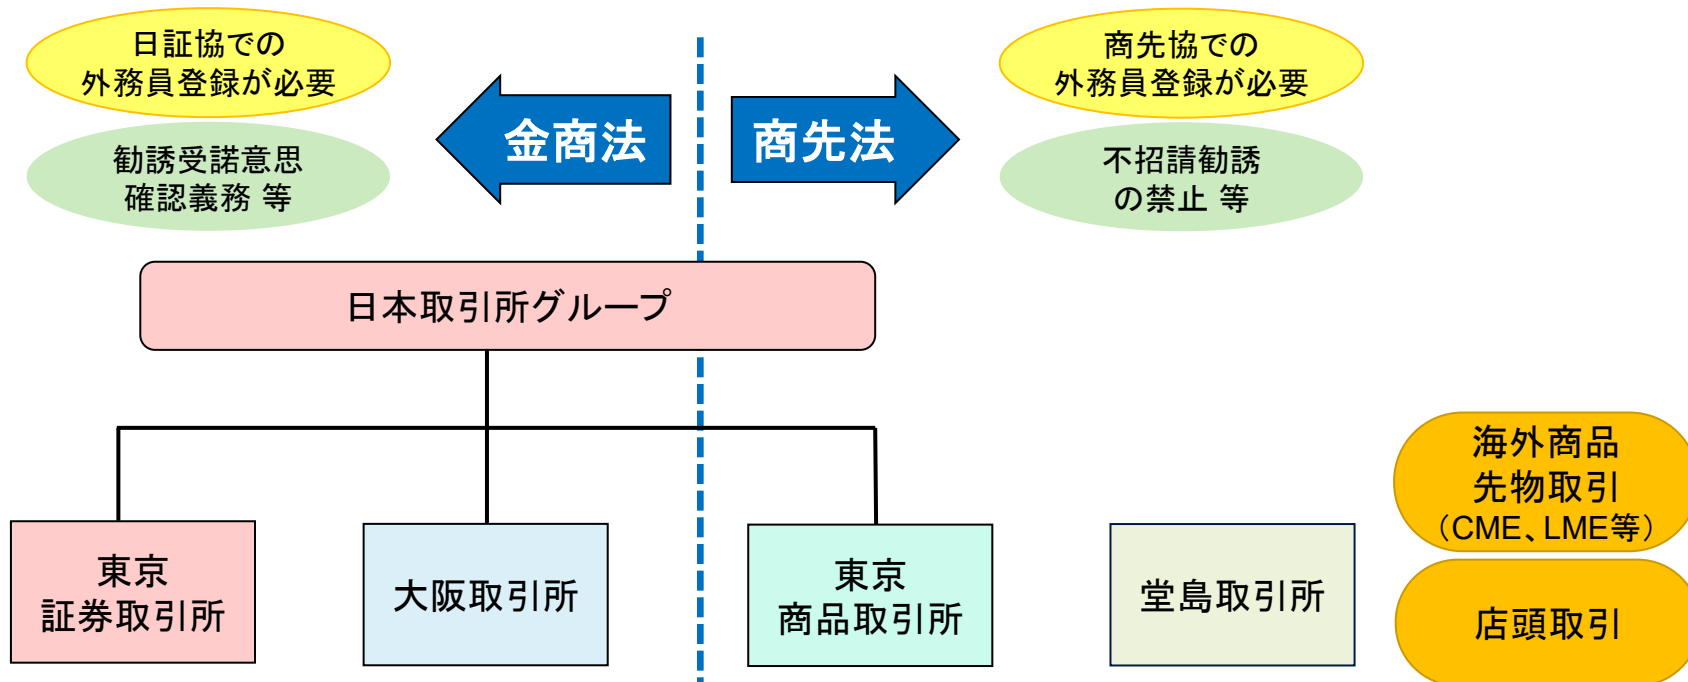 日証協での
外務員登録が必要
勧誘受諾意思
確認義務 等
金商法
商先法
商先協での
外務員登録が必要
不招請勧誘
の禁止 等
日本取引所グループ
東京
証券取引所
大阪取引所
東京
商品取引所
堂島取引所
海外商品
先物取引
（CME、LME等）
店頭取引